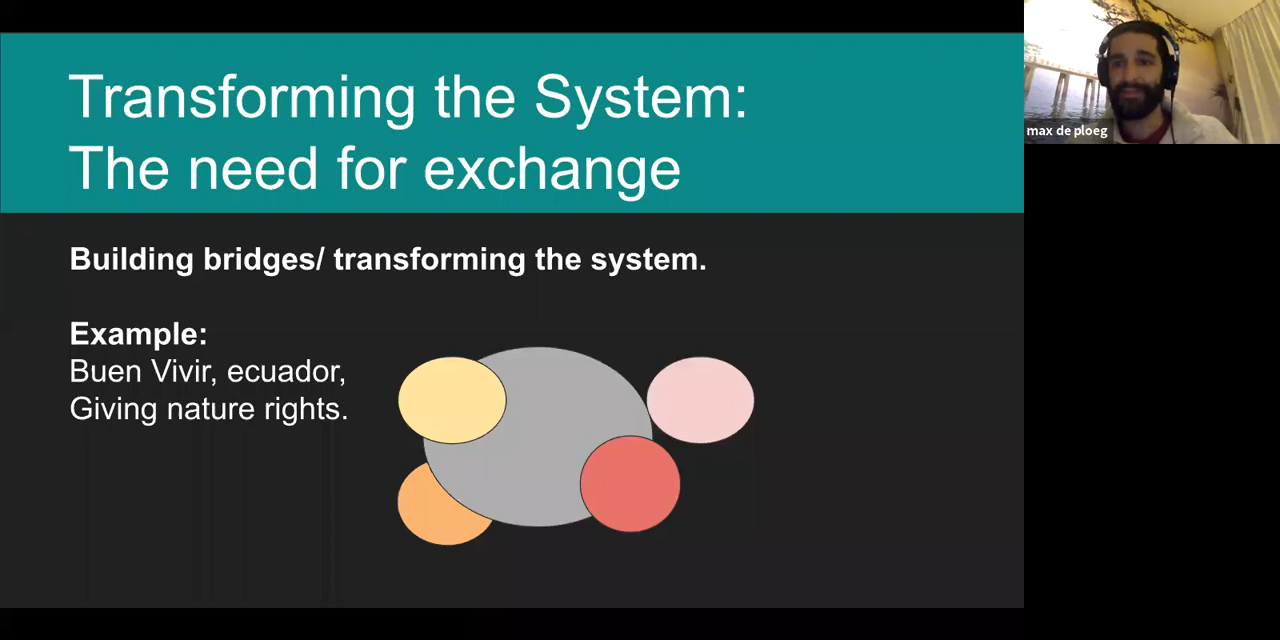 Transforming the System:
The need for exchange
Building bridges/ transforming the system.
Example:
Buen Vivir, ecuador,
Giving nature rights.
max de ploeg